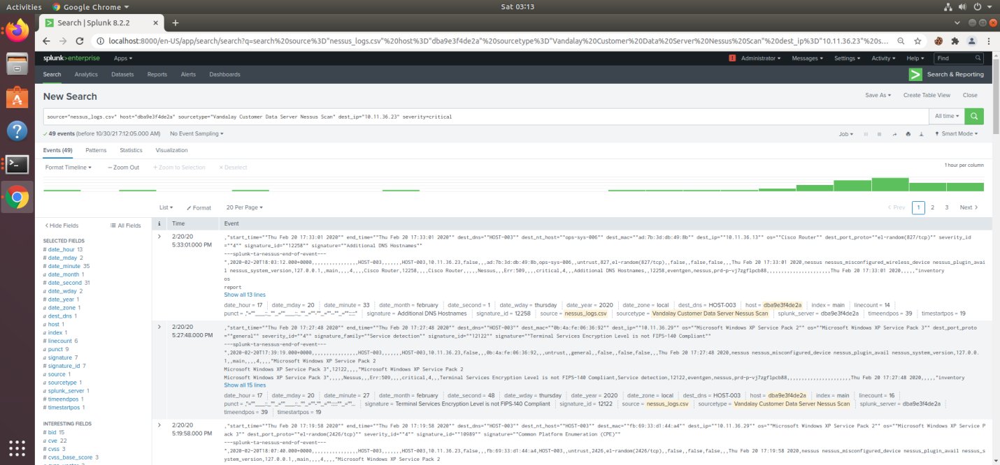 Activities Google Chrome Sat 03:13
Search | Splunk 8.2.2
localhost:8000/en-US/app/search/search?q=search%20source%3D"nessus_logs.csv"%20host%3D"dba9e3f4de2a"%20sourcetype%3D"Vandalay%20Customer%20Data%20Server%20Nessus%20Scan"%20dest_ip%3D"10.11.36.23"%20s...
splunk>enterprise Apps Administrator Messages Settings Activity Help Find
Search Analytics Datasets Reports Alerts Dashboards Search & Reporting
New Search Save As Create Table View Close
source="nessus_logs.csv" host="dba9e3f4de2a" sourcetype="Vandalay Customer Data Server Nessus Scan" dest_ip="10.11.36.23" severity=critical All time
49 events (before 10/30/21 7:12:05.000 AM) No Event Sampling Job Smart Mode
Events (49) Patterns Statistics Visualization
Format Timeline — Zoom Out + Zoom to Selection × Deselect 1 hour per column
List Format 20 Per Page < Prev 1 2 3 Next >
< Hide Fields All Fields i Time Event
SELECTED FIELDS
# date_hour 13
# date_mday 2
# date_minute 35
a date_month 1
# date_second 31
a date_wday 2
# date_year 1
a date_zone 1
a dest_dns 1
a host 1
a index 1
# linecount 6
a punct 9
a signature 7
# signature_id 7
a source 1
a sourcetype 1
a splunk_server 1
# timeendpos 1
# timestartpos 1
INTERESTING FIELDS
# bid 15
a cve 22
# cvss 3
# cvss_base_score 3
2/20/20
5:33:01.000 PM
,"start_time=""Thu Feb 20 17:33:01 2020"" end_time=""Thu Feb 20 17:33:01 2020"" dest_dns=""HOST-003"" dest_nt_host=""ops-sys-006"" dest_mac=""ad:7b:3d:db:49:8b"" dest_ip=""10.11.36.13"" os=""Cisco Router"" dest_port_proto=""el-random(827/tcp)"" severity_id
=""4"" signature_id=""12258"" signature=""Additional DNS Hostnames""
---splunk-ta-nessus-end-of-event---
",2020-02-20T18:03:12.000+0000,,,,,,,,,,,,,,,,HOST-003,,,,,,,HOST-003,10.11.36.23,false,,,ad:7b:3d:db:49:8b,ops-sys-006,,untrust,827,el-random(827/tcp),,false,,false,false,,,Thu Feb 20 17:33:01 2020,nessus nessus_misconfigured_wireless_device nessus_plugin_avai
l nessus_system_version,127.0.0.1,,main,,,,4,,,,Cisco Router,12258,,,Cisco Router,,,,,Nessus,,,Err:509,,,,critical,4,,,Additional DNS Hostnames,,12258,eventgen,nessus,prd-p-vj7zgflpcb88,,,,,,,,,,,,,,,,,,,,,,Thu Feb 20 17:33:01 2020,,,,,"inventory
os
report
Show all 13 lines
date_hour = 17 date_mday = 20 date_minute = 33 date_month = february date_second = 1 date_wday = thursday date_year = 2020 date_zone = local dest_dns = HOST-003 host = dba9e3f4de2a index = main linecount = 14
signature = Additional DNS Hostnames signature_id = 12258 source = nessus_logs.csv sourcetype = Vandalay Customer Data Server Nessus Scan splunk_server = dba9e3f4de2a timeendpos = 39 timestartpos = 19
2/20/20
5:27:48.000 PM
,"start_time=""Thu Feb 20 17:27:48 2020"" end_time=""Thu Feb 20 17:27:48 2020"" dest_dns=""HOST-003"" dest_mac=""0b:4a:fe:06:36:92"" dest_ip=""10.11.36.29"" os=""Microsoft Windows XP Service Pack 2"" os=""Microsoft Windows XP Service Pack 3"" dest_port_proto
=""general"" severity_id=""4"" signature_family=""Service detection"" signature_id=""12122"" signature=""Terminal Services Encryption Level is not FIPS-140 Compliant""
---splunk-ta-nessus-end-of-event---
",2020-02-20T17:39:19.000+0000,,,,,,,,,,,,,,,,HOST-003,,,,,,,HOST-003,10.11.36.23,false,,,0b:4a:fe:06:36:92,,,untrust,,general,,false,,false,false,,,Thu Feb 20 17:27:48 2020,nessus nessus_misconfigured_device nessus_plugin_avail nessus_system_version,127.0.0.
1,,main,,,,4,,,,"Microsoft Windows XP Service Pack 2
Microsoft Windows XP Service Pack 3",12122,,,,"Microsoft Windows XP Service Pack 2
Microsoft Windows XP Service Pack 3",,,,,Nessus,,,Err:509,,,,critical,4,,,Terminal Services Encryption Level is not FIPS-140 Compliant,Service detection,12122,eventgen,nessus,prd-p-vj7zgflpcb88,,,,,,,,,,,,,,,,,,,,,,Thu Feb 20 17:27:48 2020,,,,,"inventory
Show all 15 lines
date_hour = 17 date_mday = 20 date_minute = 27 date_month = february date_second = 48 date_wday = thursday date_year = 2020 date_zone = local dest_dns = HOST-003 host = dba9e3f4de2a index = main linecount = 16
signature = Terminal Services Encryption Level is not FIPS-140 Compliant signature_id = 12122 source = nessus_logs.csv sourcetype = Vandalay Customer Data Server Nessus Scan splunk_server = dba9e3f4de2a
timeendpos = 39 timestartpos = 19
2/20/20
5:19:58.000 PM
,"start_time=""Thu Feb 20 17:19:58 2020"" end_time=""Thu Feb 20 17:19:58 2020"" dest_dns=""HOST-003"" dest_nt_host=""HOST-003"" dest_mac=""fb:69:33:d1:44:a4"" dest_ip=""10.11.36.29"" os=""Microsoft Windows XP Service Pack 2"" os=""Microsoft Windows XP Service P
ack 3"" dest_port_proto=""el-random(2426/tcp)"" severity_id=""4"" signature_id=""10989"" signature=""Common Platform Enumeration (CPE)""
---splunk-ta-nessus-end-of-event---
",2020-02-20T18:07:40.000+0000,,,,,,,,,,,,,,,,HOST-003,,,,,,,HOST-003,10.11.36.23,false,,,fb:69:33:d1:44:a4,HOST-003,,untrust,2426,el-random(2426/tcp),,false,,false,false,,,Thu Feb 20 17:19:58 2020,nessus nessus_misconfigured_device nessus_plugin_avail nessus_s
ystem_version,127.0.0.1,,main,,,,4,,,,"Microsoft Windows XP Service Pack 2